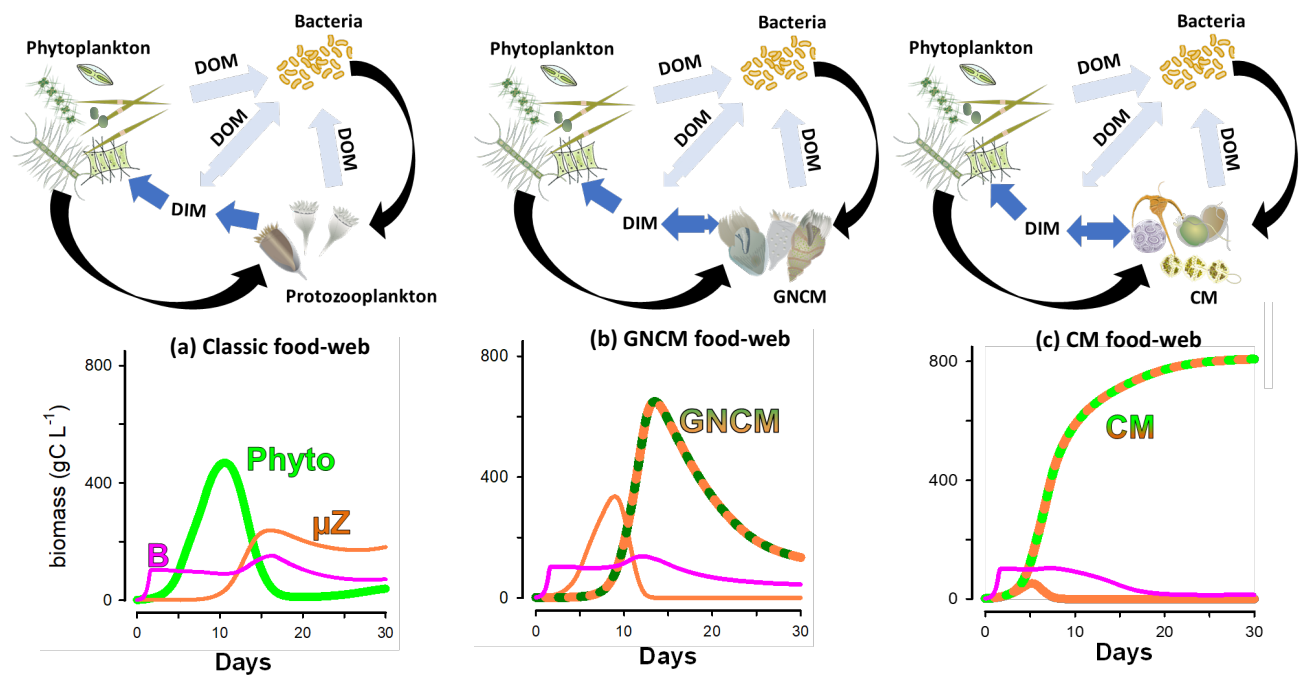 Bacteria
Phytoplankton
DOM
DOM
DOM
DIM
Protozooplankton
Bacteria
Phytoplankton
DOM
DOM
DOM
DIM
GNCM
Bacteria
Phytoplankton
DOM
DOM
DOM
DIM
CM
(a) Classic food-web
800
400
0
biomass (gC L⁻¹)
Phyto
µZ
B
0 10 20 30
Days
(b) GNCM food-web
800
400
0
GNCM
0 10 20 30
Days
(c) CM food-web
800
400
0
CM
0 10 20 30
Days